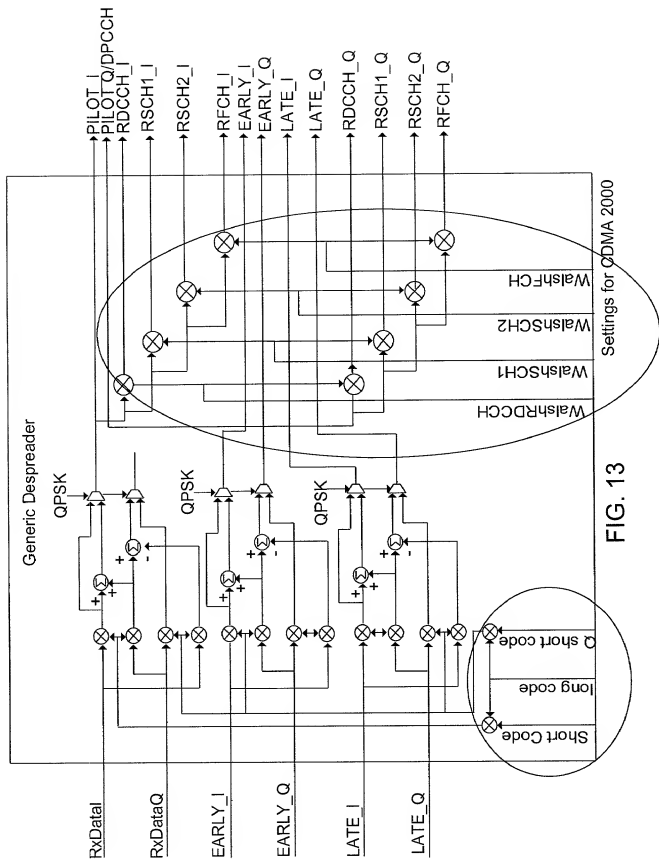 Generic Despreader
RxDataI
RxDataQ
EARLY_I
EARLY_Q
LATE_I
LATE_Q
QPSK
QPSK
QPSK
+
+
+
-
+
+
+
-
+
+
+
-
Σ
Σ
Σ
Σ
Σ
Σ
Short Code
long code
Q short code
WalshRDCCH
WalshSCH1
WalshSCH2
WalshFCH
Settings for CDMA 2000
PILOT_I
PILOT Q/DPCCH
RDCCH_I
RSCH1_I
RSCH2_I
RFCH_I
EARLY_I
EARLY_Q
LATE_I
LATE_Q
RDCCH_Q
RSCH1_Q
RSCH2_Q
RFCH_Q
FIG. 13